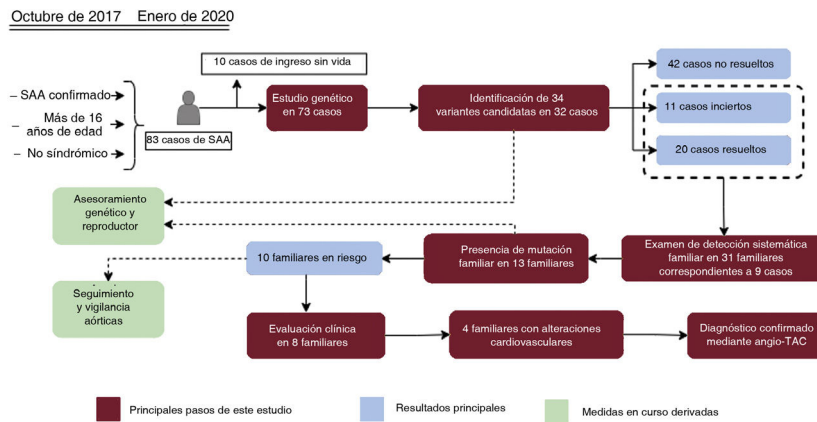 Octubre de 2017 Enero de 2020
– SAA confirmado
– Más de 16
años de edad
– No síndrómico
83 casos de SAA
10 casos de ingreso sin vida
Estudio genético
en 73 casos
Identificación de 34
variantes candidatas en 32 casos
42 casos no resueltos
11 casos inciertos
20 casos resueltos
Asesoramiento
genético y
reproductor
Seguimiento
y vigilancia
aórticas
10 familiares en riesgo
Presencia de mutación
familiar en 13 familiares
Examen de detección sistemática
familiar en 31 familiares
correspondientes a 9 casos
Evaluación clínica
en 8 familiares
4 familiares con alteraciones
cardiovasculares
Diagnóstico confirmado
mediante angio-TAC
Principales pasos de este estudio
Resultados principales
Medidas en curso derivadas